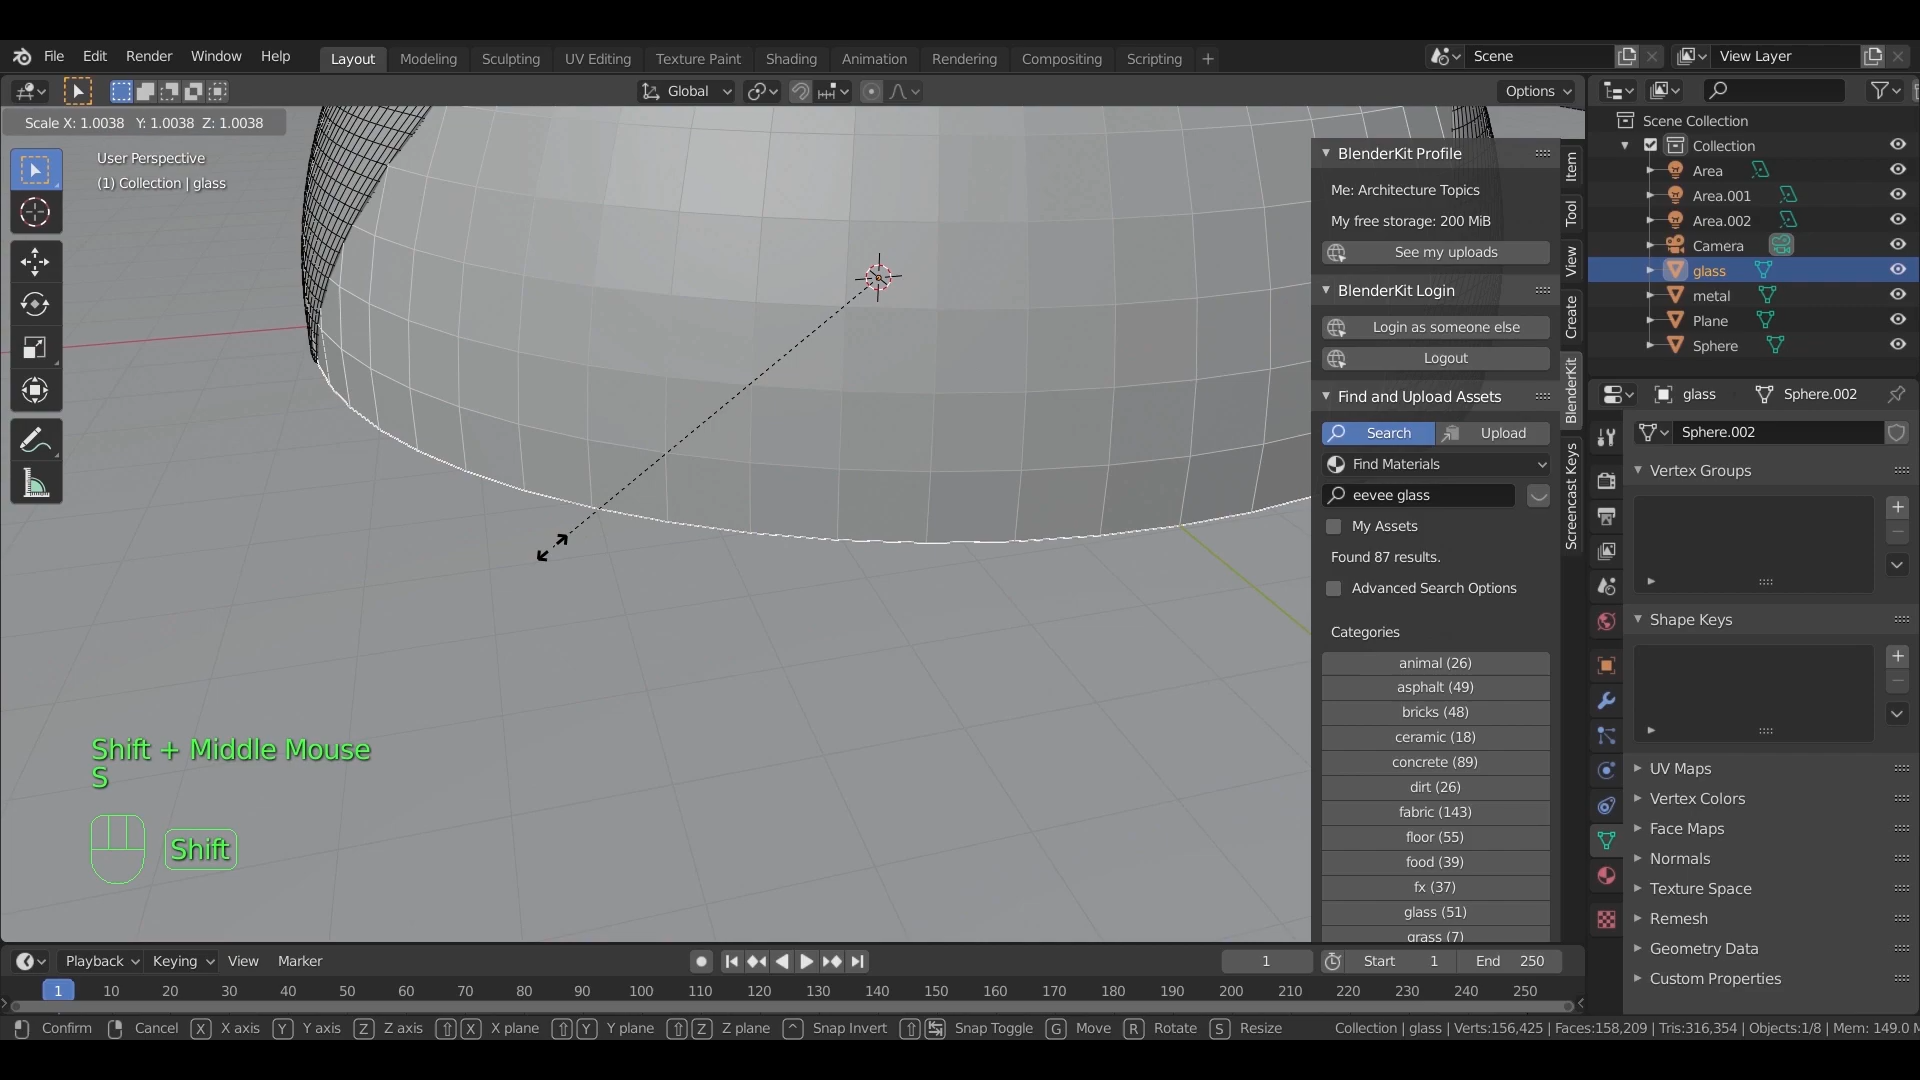 File Edit Render Window Help Layout Modeling Sculpting UV Editing Texture Paint Shading Animation Rendering Compositing Scripting + Scene View Layer
Global Options
Scale X: 1.0038 Y: 1.0038 Z: 1.0038
User Perspective
(1) Collection | glass
Shift + Middle Mouse
S
Shift
BlenderKit Profile
Me: Architecture Topics
My free storage: 200 MiB
See my uploads
BlenderKit Login
Login as someone else
Logout
Find and Upload Assets
Search Upload
Find Materials
eevee glass
My Assets
Found 87 results.
Advanced Search Options
Categories
animal (26)
asphalt (49)
bricks (48)
ceramic (18)
concrete (89)
dirt (26)
fabric (143)
floor (55)
food (39)
fx (37)
glass (51)
grass (7)
Item
Tool
View
Create
BlenderKit
Screencast Keys
Scene Collection
Collection
Area
Area.001
Area.002
Camera
glass
metal
Plane
Sphere
glass Sphere.002
Sphere.002
Vertex Groups
Shape Keys
UV Maps
Vertex Colors
Face Maps
Normals
Texture Space
Remesh
Geometry Data
Custom Properties
Playback Keying View Marker 1 Start 1 End 250
1 10 20 30 40 50 60 70 80 90 100 110 120 130 140 150 160 170 180 190 200 210 220 230 240 250
Confirm Cancel X X axis Y Y axis Z Z axis X X plane Y Y plane Z Z plane ^ Snap Invert Snap Toggle G Move R Rotate S Resize Collection | glass | Verts:156,425 | Faces:158,209 | Tris:316,354 | Objects:1/8 | Mem: 149.0 M